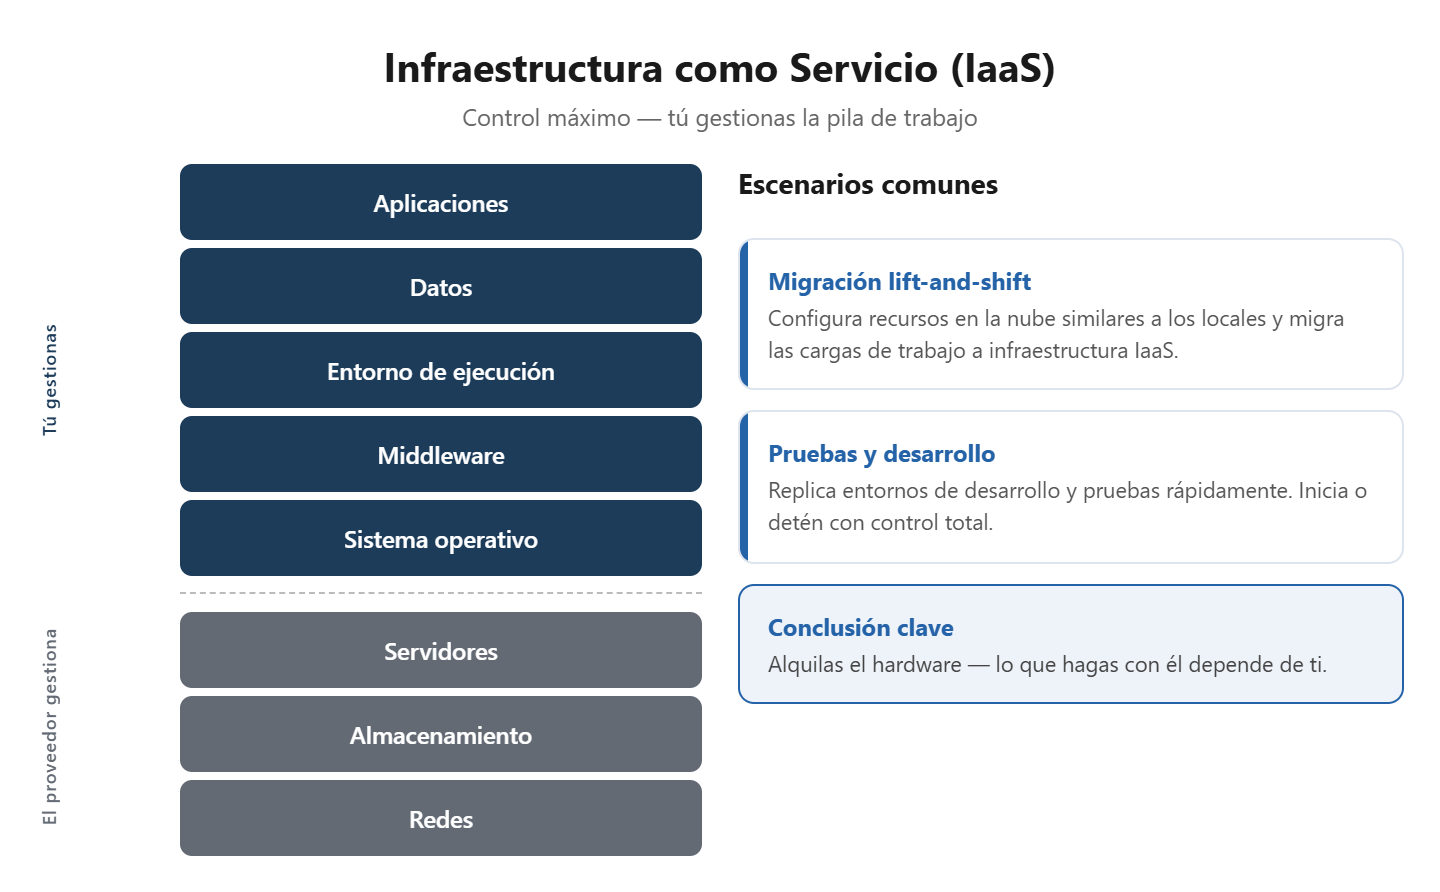 Infraestructura como Servicio (IaaS)
Control máximo — tú gestionas la pila de trabajo
Tú gestionas
Aplicaciones
Datos
Entorno de ejecución
Middleware
Sistema operativo
El proveedor gestiona
Servidores
Almacenamiento
Redes
Escenarios comunes
Migración lift-and-shift
Configura recursos en la nube similares a los locales y migra
las cargas de trabajo a infraestructura IaaS.
Pruebas y desarrollo
Replica entornos de desarrollo y pruebas rápidamente. Inicia o
detén con control total.
Conclusión clave
Alquilas el hardware — lo que hagas con él depende de ti.